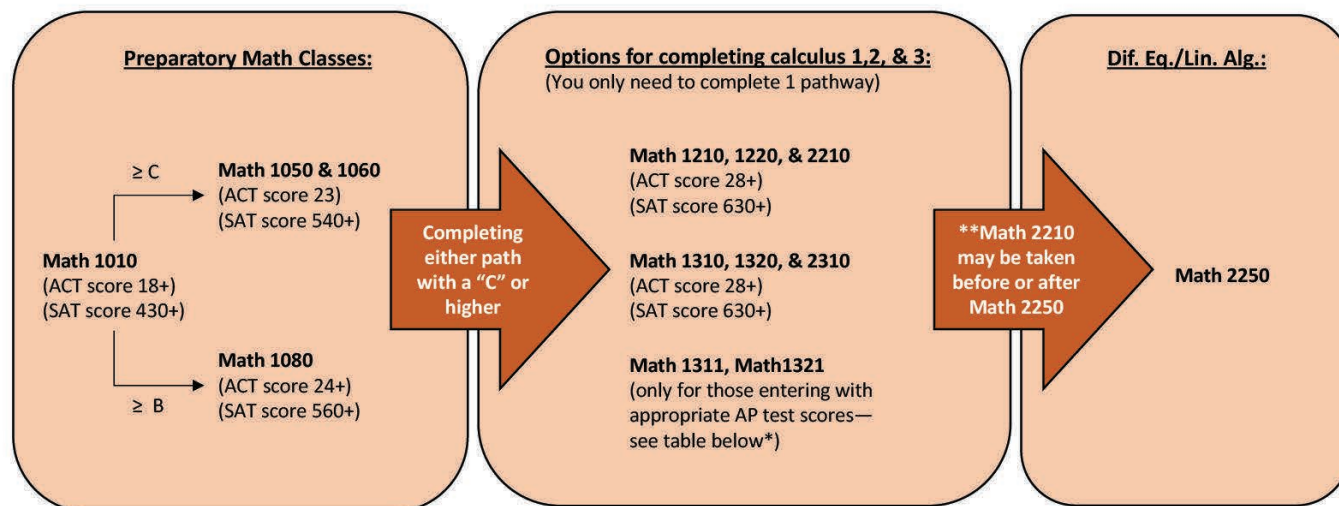 Preparatory Math Classes:
≥ C
Math 1050 & 1060
(ACT score 23)
(SAT score 540+)
Math 1010
(ACT score 18+)
(SAT score 430+)
Math 1080
(ACT score 24+)
(SAT score 560+)
≥ B
Completing
either path
with a “C” or
higher
Options for completing calculus 1,2, & 3:
(You only need to complete 1 pathway)
Math 1210, 1220, & 2210
(ACT score 28+)
(SAT score 630+)
Math 1310, 1320, & 2310
(ACT score 28+)
(SAT score 630+)
Math 1311, Math1321
(only for those entering with
appropriate AP test scores—
see table below*)
**Math 2210
may be taken
before or after
Math 2250
Dif. Eq./Lin. Alg.:
Math 2250